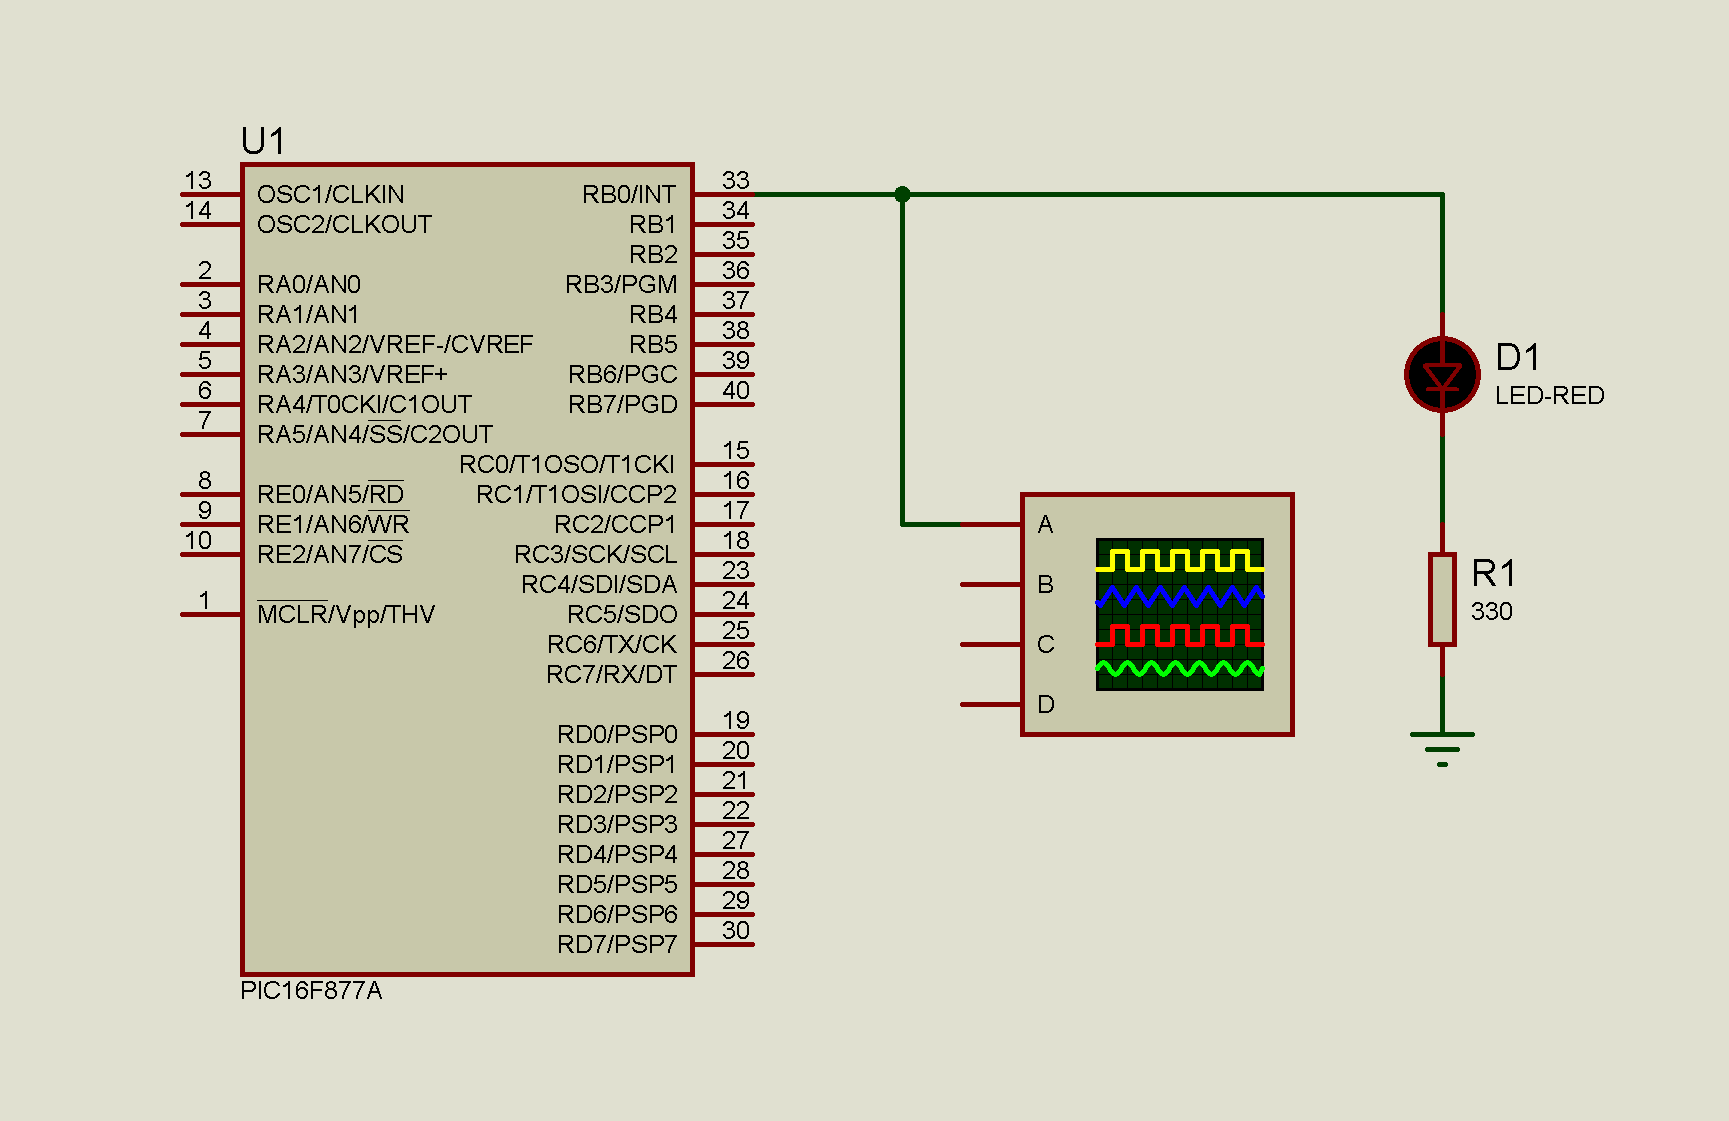 U1
13 OSC1/CLKIN
14 OSC2/CLKOUT
2 RA0/AN0
3 RA1/AN1
4 RA2/AN2/VREF-/CVREF
5 RA3/AN3/VREF+
6 RA4/T0CKI/C1OUT
7 RA5/AN4/SS/C2OUT
8 RE0/AN5/RD
9 RE1/AN6/WR
10 RE2/AN7/CS
1 MCLR/Vpp/THV
RB0/INT 33
RB1 34
RB2 35
RB3/PGM 36
RB4 37
RB5 38
RB6/PGC 39
RB7/PGD 40
RC0/T1OSO/T1CKI 15
RC1/T1OSI/CCP2 16
RC2/CCP1 17
RC3/SCK/SCL 18
RC4/SDI/SDA 23
RC5/SDO 24
RC6/TX/CK 25
RC7/RX/DT 26
RD0/PSP0 19
RD1/PSP1 20
RD2/PSP2 21
RD3/PSP3 22
RD4/PSP4 27
RD5/PSP5 28
RD6/PSP6 29
RD7/PSP7 30
PIC16F877A
A
B
C
D
D1
LED-RED
R1
330